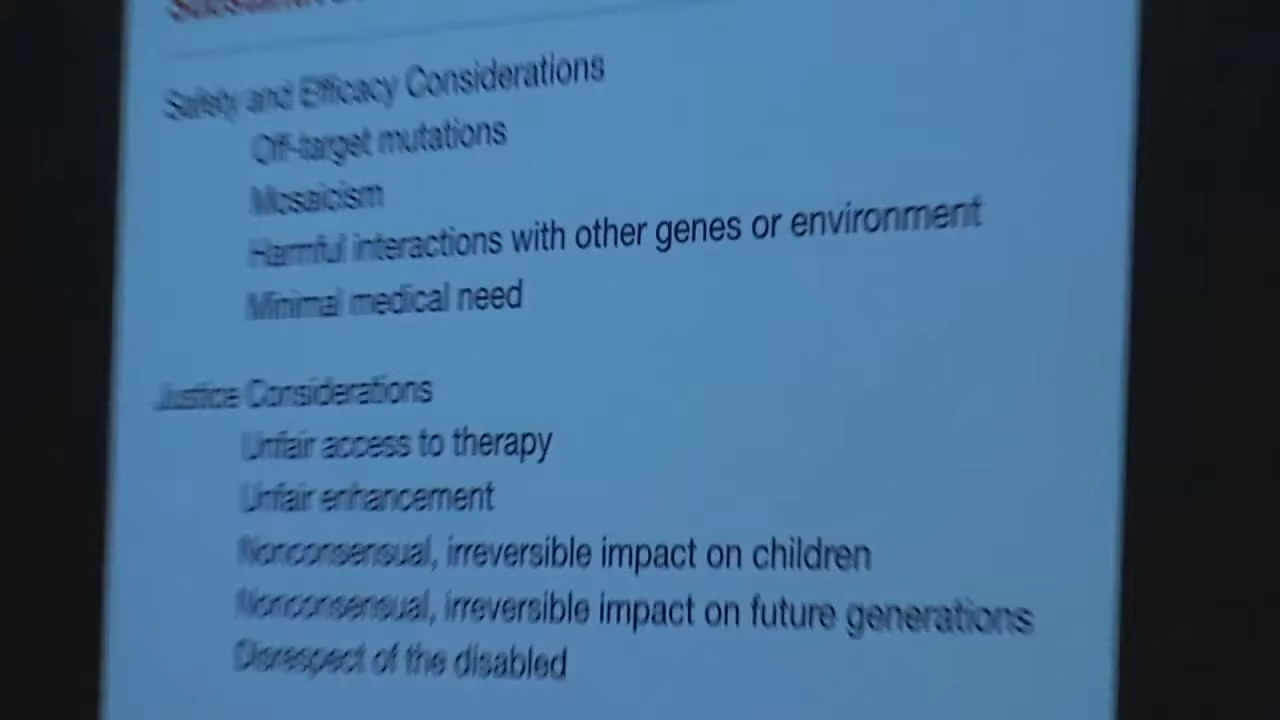 Safety and Efficacy Considerations
Off-target mutations
Mosaicism
Harmful interactions with other genes or environment
Minimal medical need
Justice Considerations
Unfair access to therapy
Unfair enhancement
Nonconsensual, irreversible impact on children
Nonconsensual, irreversible impact on future generations
Disrespect of the disabled